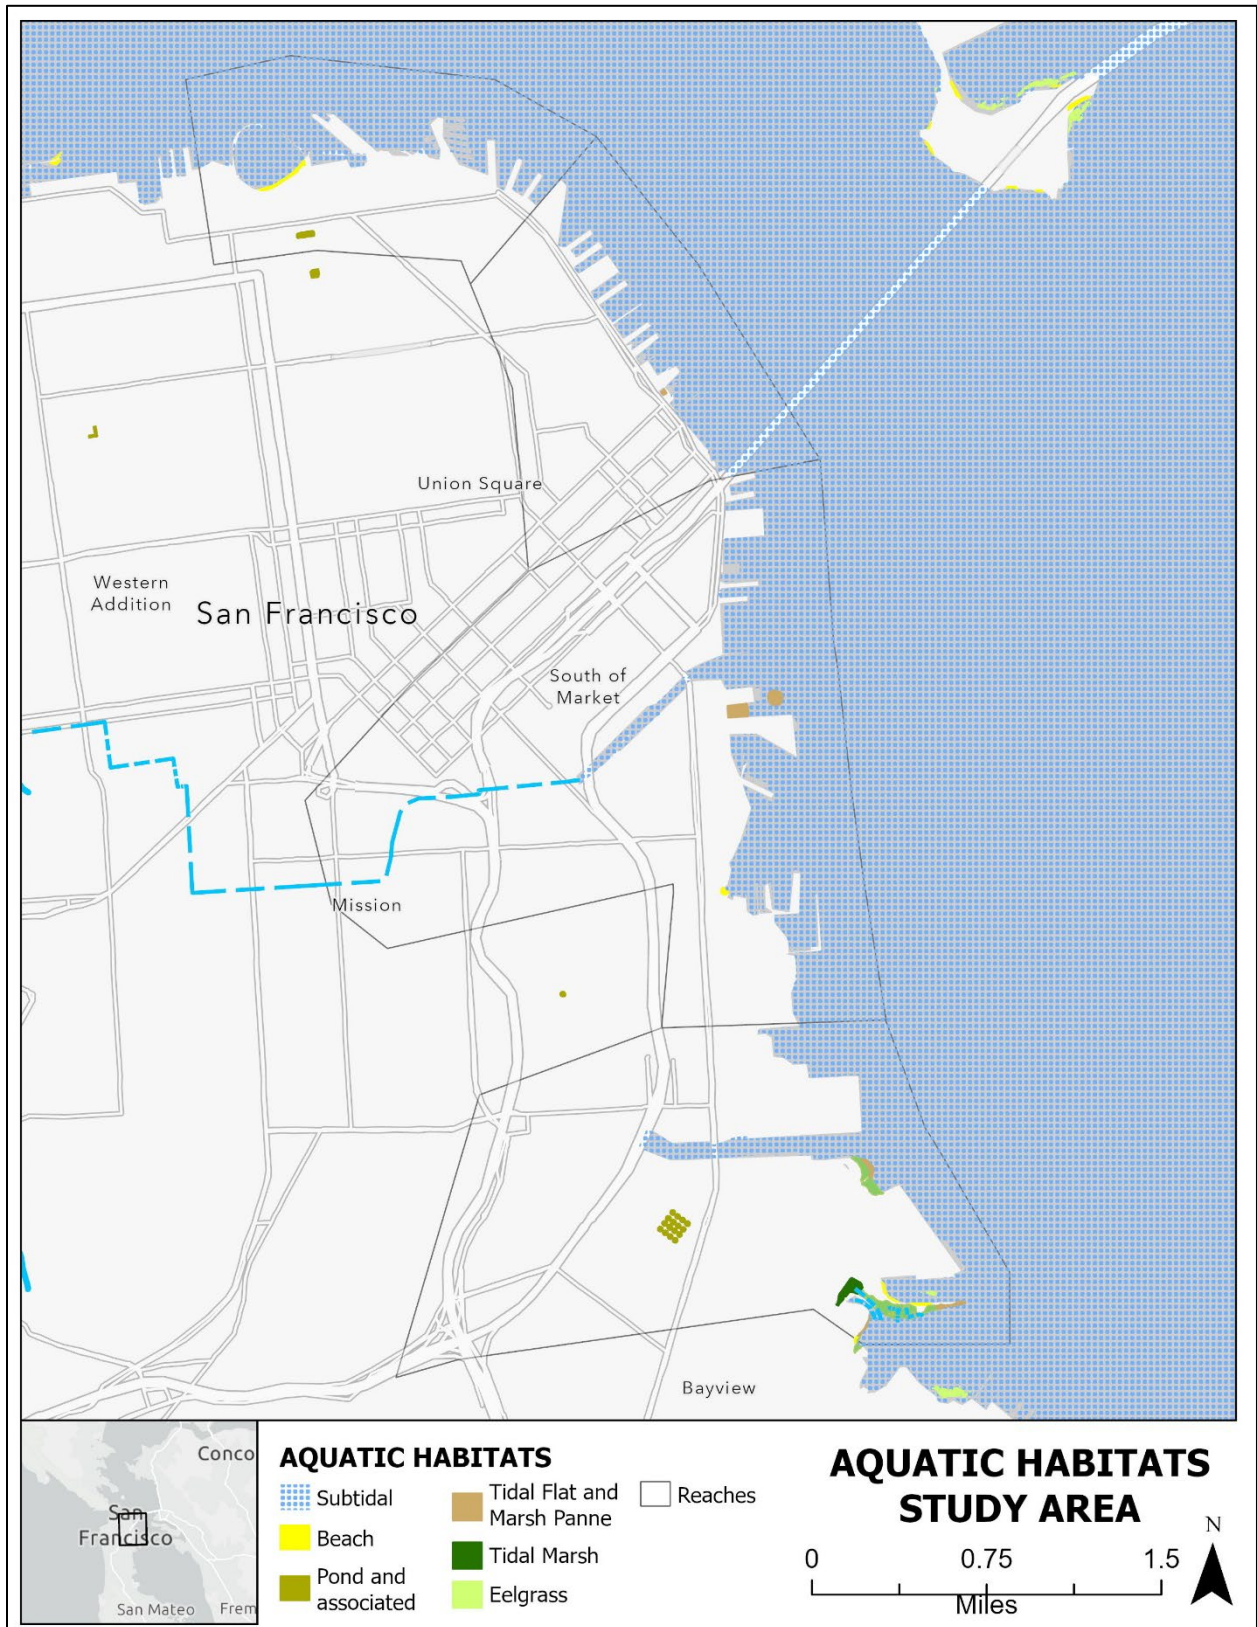 Union Square
Western
Addition
San Francisco
South of
Market
Mission
Bayview
Conco
San
Francisco
San Mateo
Frem
AQUATIC HABITATS
Subtidal
Beach
Pond and
associated
Tidal Flat and
Marsh Panne
Tidal Marsh
Eelgrass
Reaches
AQUATIC HABITATS
STUDY AREA
N
0 0.75 1.5
Miles